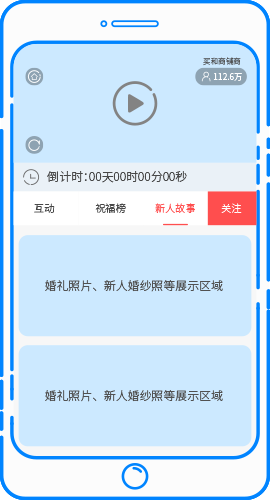 买和商铺商
112.6万
倒计时:00天00时00分00秒
互动 祝福榜 新人故事 关注
婚礼照片、新人婚纱照等展示区域
婚礼照片、新人婚纱照等展示区域